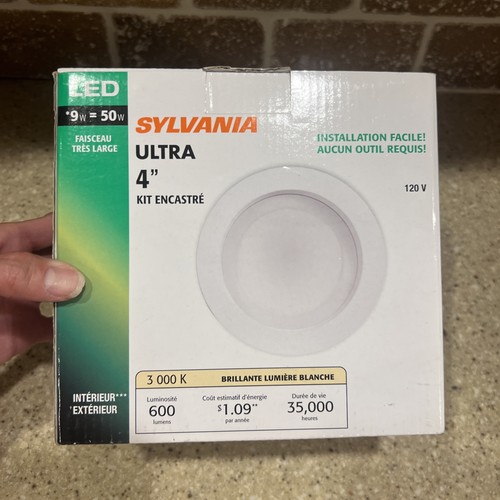 LED
*9W = 50W
FAISCEAU
TRÈS LARGE
SYLVANIA
ULTRA
4”
KIT ENCASTRÉ
INSTALLATION FACILE!
AUCUN OUTIL REQUIS!
120 V
INTÉRIEUR***
*EXTÉRIEUR
3 000 K
BRILLANTE LUMIÈRE BLANCHE
Luminosité
600
lumens
Coût estimatif d'énergie
$1.09**
par année
Durée de vie
35,000
heures